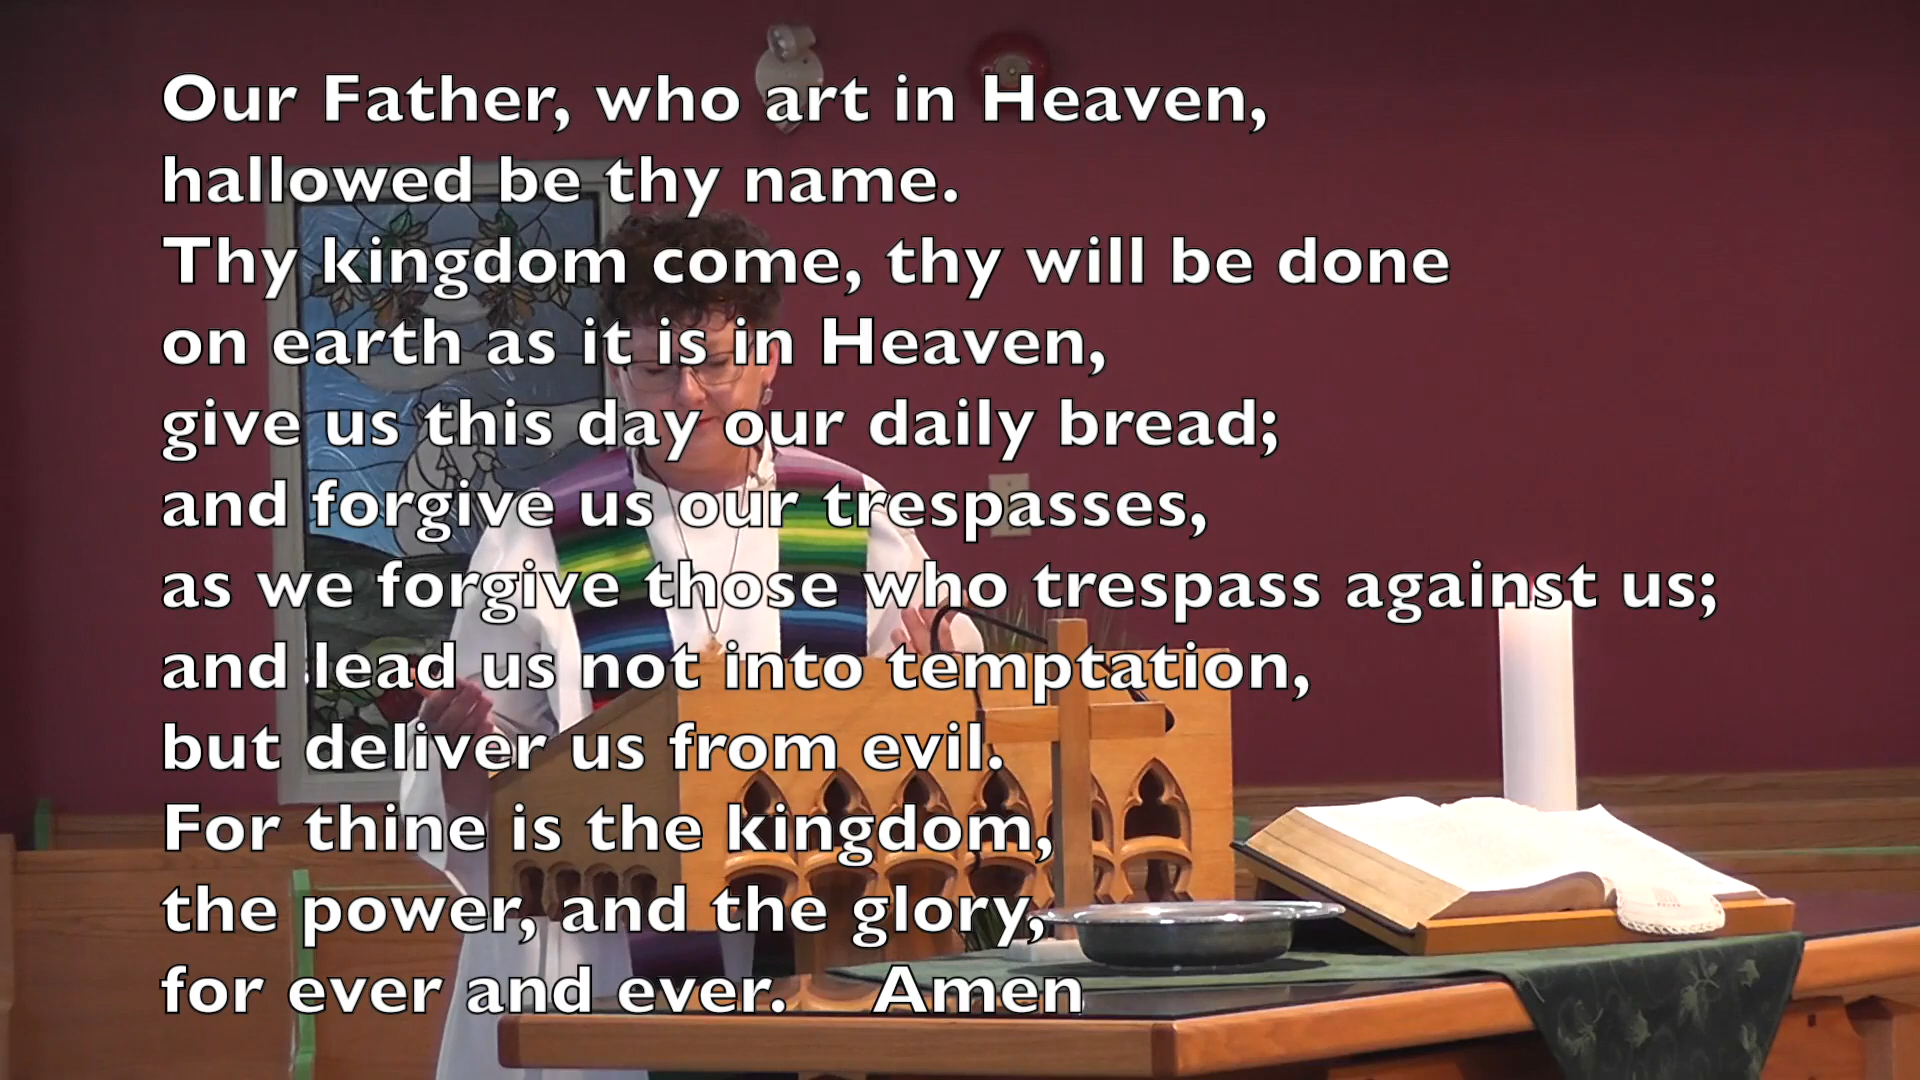 Our Father, who art in Heaven,
hallowed be thy name.
Thy kingdom come, thy will be done
on earth as it is in Heaven,
give us this day our daily bread;
and forgive us our trespasses,
as we forgive those who trespass against us;
and lead us not into temptation,
but deliver us from evil.
For thine is the kingdom,
the power, and the glory,
for ever and ever. Amen